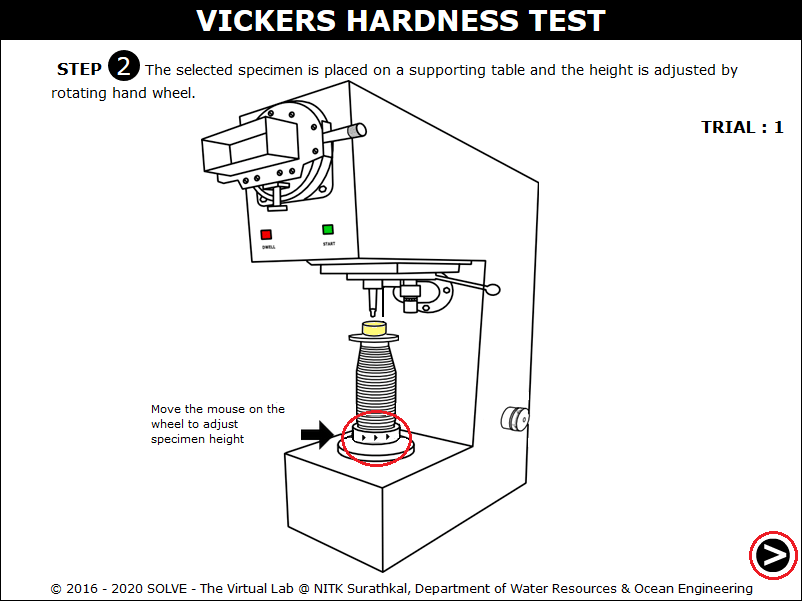 VICKERS HARDNESS TEST
STEP 2 The selected specimen is placed on a supporting table and the height is adjusted by
rotating hand wheel.
TRIAL : 1
DWELL
START
Move the mouse on the
wheel to adjust
specimen height
>
© 2016 - 2020 SOLVE - The Virtual Lab @ NITK Surathkal, Department of Water Resources & Ocean Engineering